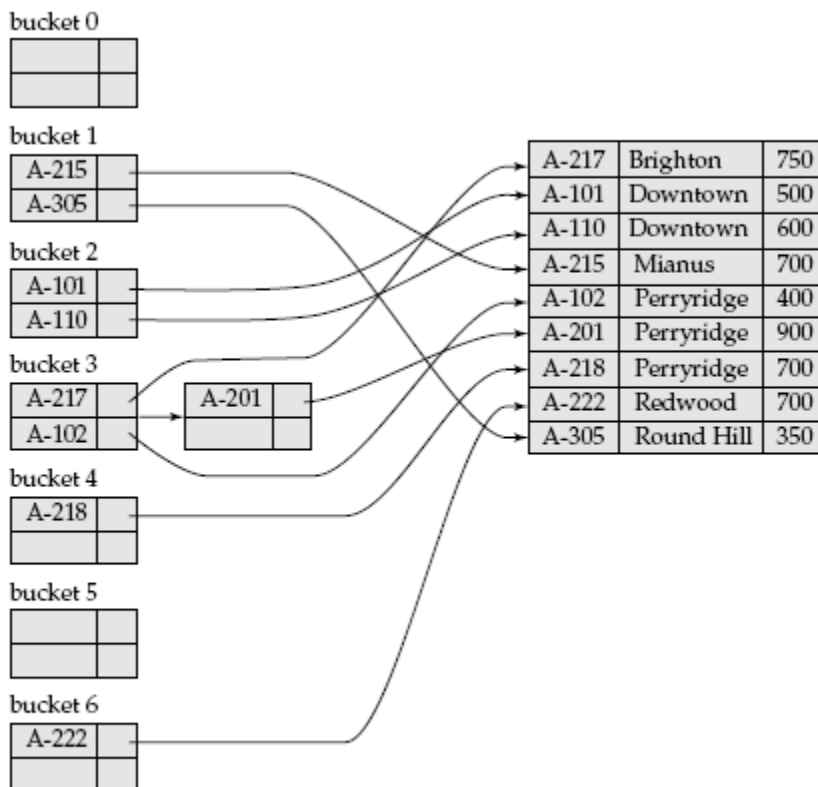 bucket 0
bucket 1
A-215
A-305
bucket 2
A-101
A-110
bucket 3
A-217
A-102
A-201
bucket 4
A-218
bucket 5
bucket 6
A-222
A-217 Brighton 750
A-101 Downtown 500
A-110 Downtown 600
A-215 Mianus 700
A-102 Perryridge 400
A-201 Perryridge 900
A-218 Perryridge 700
A-222 Redwood 700
A-305 Round Hill 350